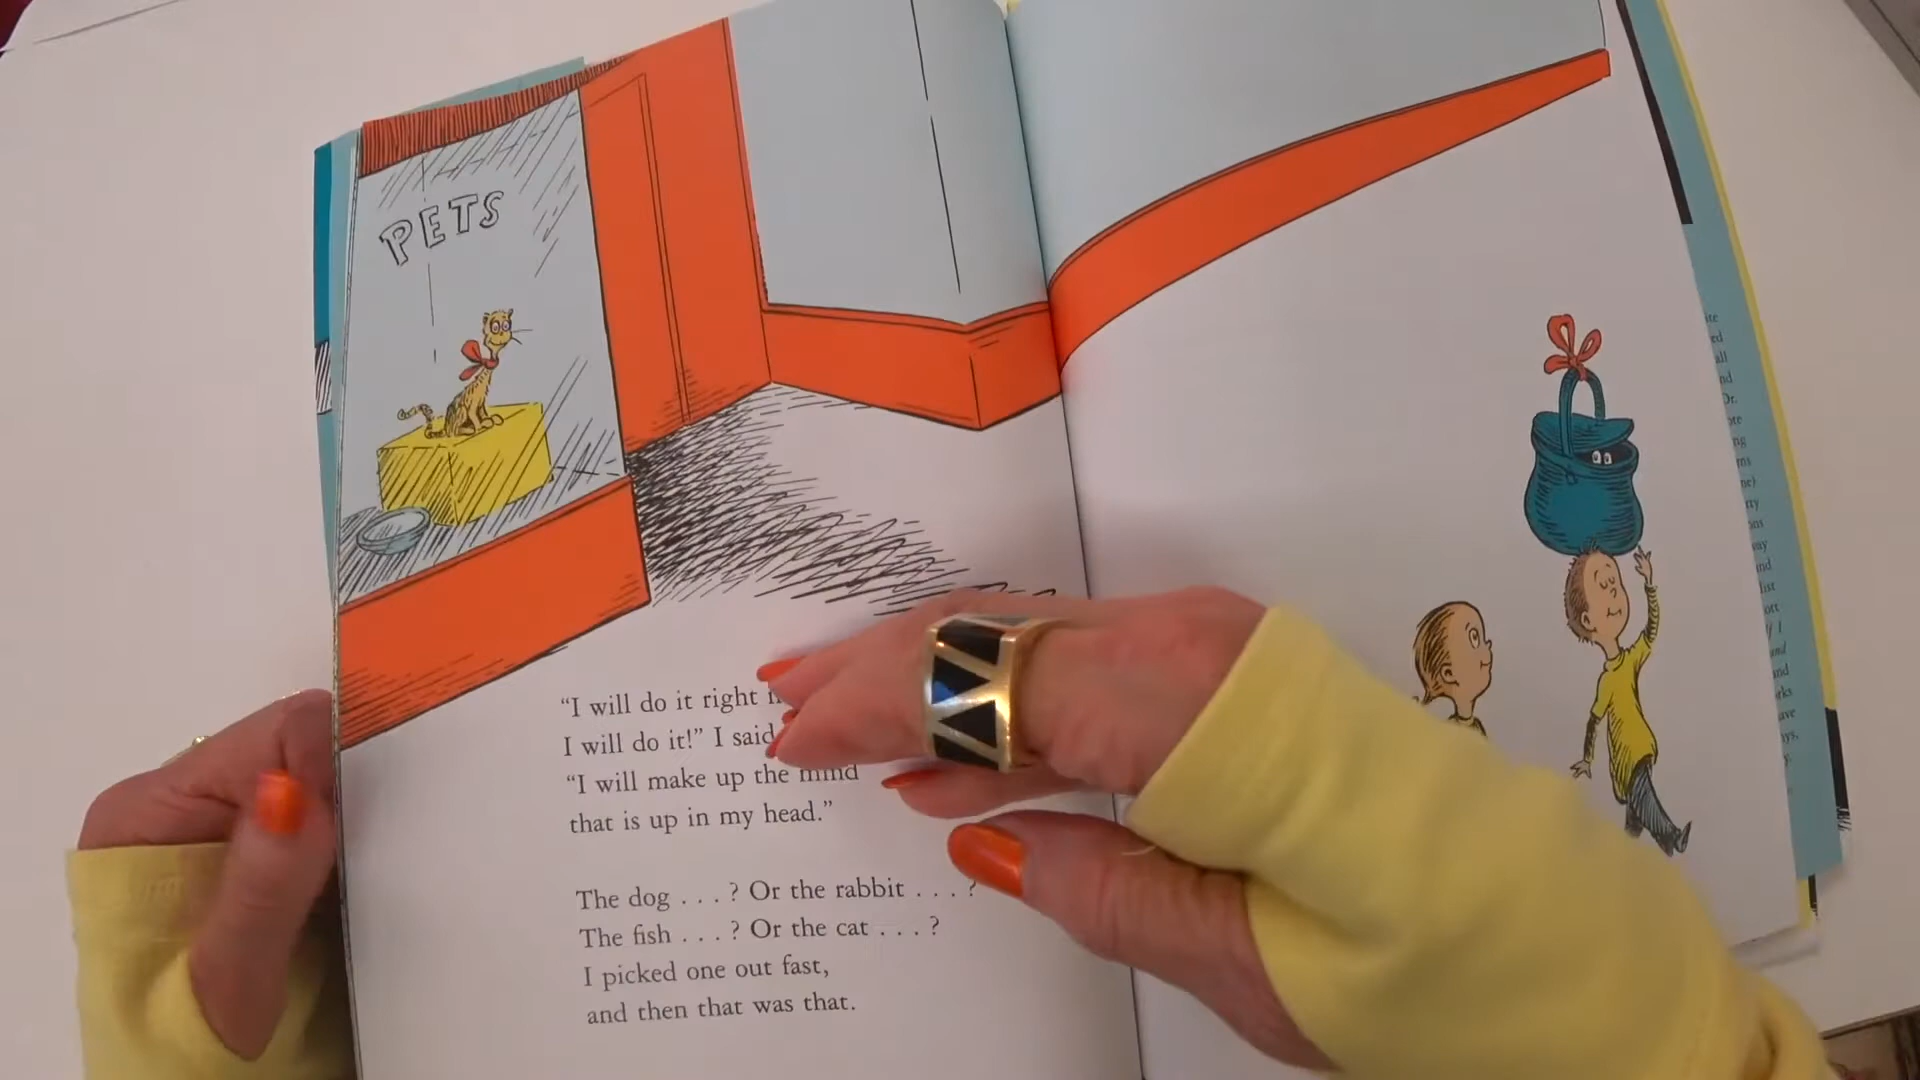 PETS
"I will do it right
I will do it!" I said
"I will make up the mind
that is up in my head."
The dog . . . ? Or the rabbit . . . ?
The fish . . . ? Or the cat . . . ?
I picked one out fast,
and then that was that.